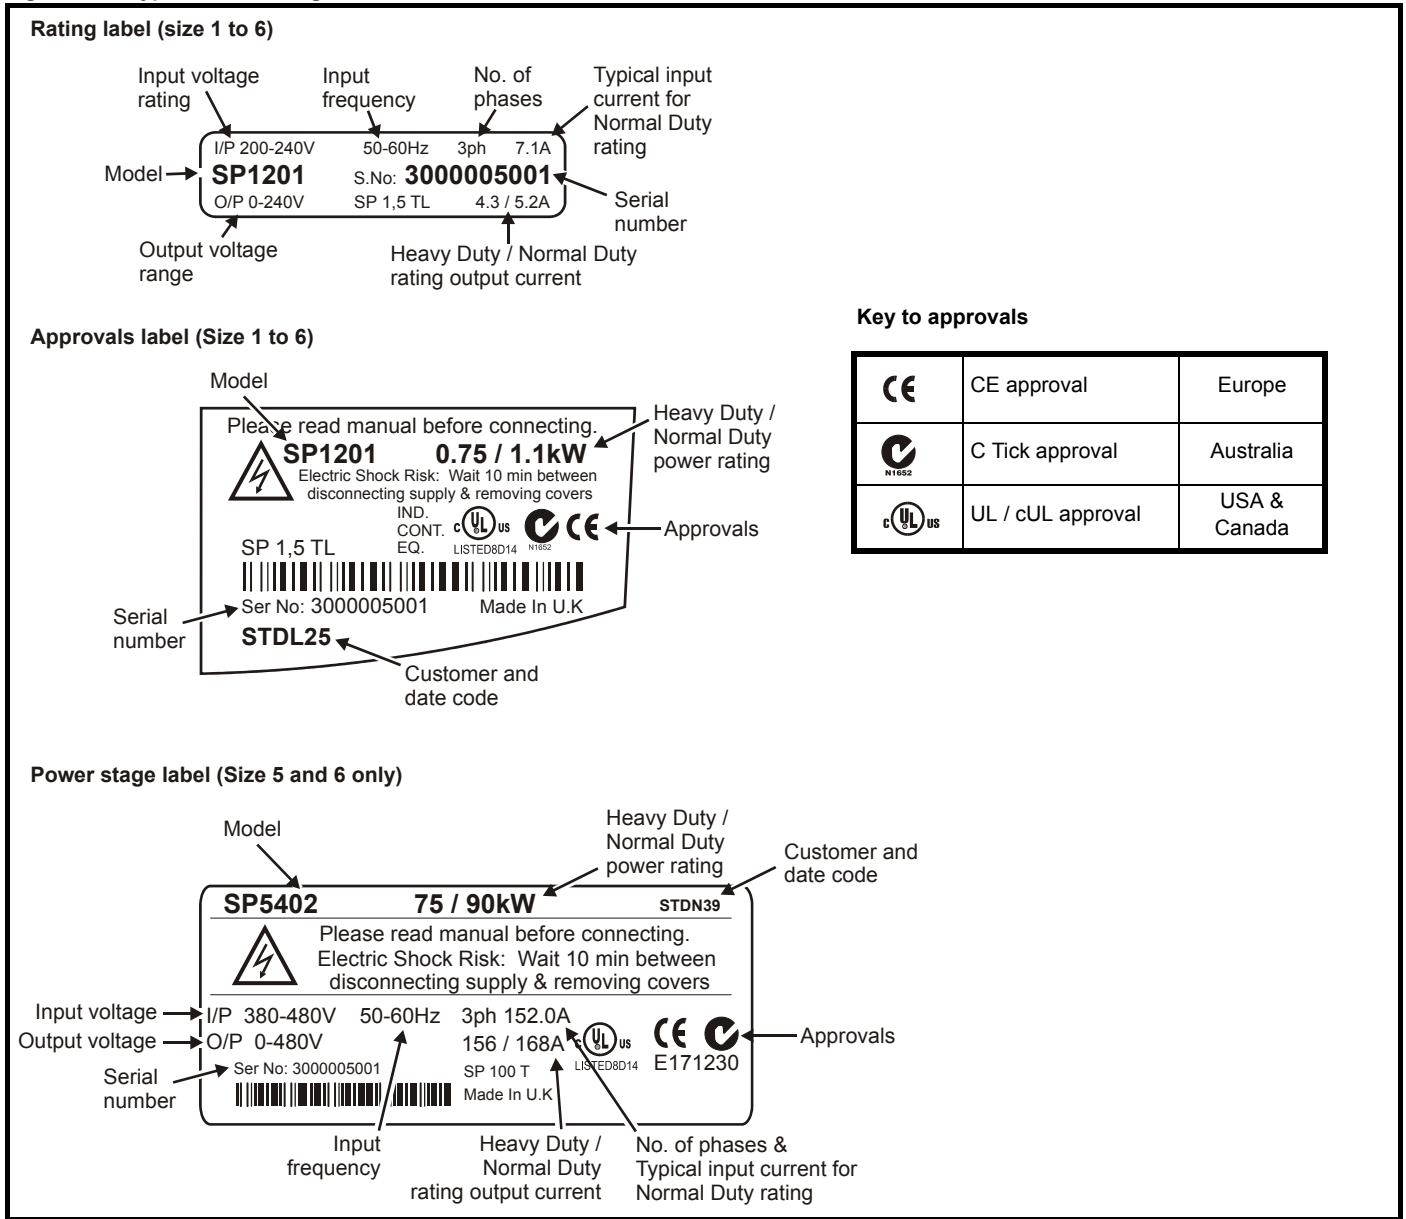 Rating label (size 1 to 6)
Input voltage
rating
Input
frequency
No. of
phases
Typical input
current for
Normal Duty
rating
I/P 200-240V 50-60Hz 3ph 7.1A
Model
SP1201 S.No: 3000005001
O/P 0-240V SP 1,5 TL 4.3 / 5.2A
Serial
number
Output voltage
range
Heavy Duty / Normal Duty
rating output current
Approvals label (Size 1 to 6)
Model
Please read manual before connecting.
SP1201 0.75 / 1.1kW
Electric Shock Risk: Wait 10 min between
disconnecting supply & removing covers
Heavy Duty /
Normal Duty
power rating
IND.
CONT.
EQ.
c UL US
LISTED8D14
N1652
CE
Approvals
SP 1,5 TL
Ser No: 3000005001 Made In U.K
Serial
number
STDL25
Customer and
date code
Key to approvals
CE CE approval Europe
N1652 C Tick approval Australia
c UL US UL / cUL approval USA &
Canada
Power stage label (Size 5 and 6 only)
Model
Heavy Duty /
Normal Duty
power rating
Customer and
date code
SP5402 75 / 90kW STDN39
Please read manual before connecting.
Electric Shock Risk: Wait 10 min between
disconnecting supply & removing covers
Input voltage
I/P 380-480V 50-60Hz 3ph 152.0A
Output voltage
O/P 0-480V 156 / 168A
c UL US
LISTED8D14
CE
E171230
Approvals
Serial
number
Ser No: 3000005001
SP 100 T
Made In U.K
Input
frequency
Heavy Duty /
Normal Duty
rating output current
No. of phases &
Typical input current for
Normal Duty rating